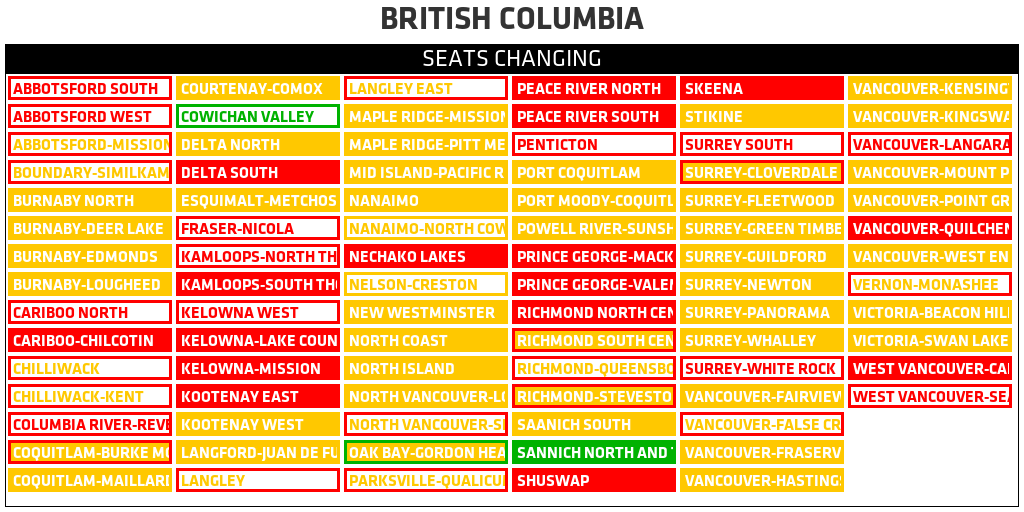 BRITISH COLUMBIA
SEATS CHANGING
ABBOTSFORD SOUTH
ABBOTSFORD WEST
ABBOTSFORD-MISSION
BOUNDARY-SIMILKAM
BURNABY NORTH
BURNABY-DEER LAKE
BURNABY-EDMONDS
BURNABY-LOUGHEED
CARIBOO NORTH
CARIBOO-CHILCOTIN
CHILLIWACK
CHILLIWACK-KENT
COLUMBIA RIVER-REVE
COQUITLAM-BURKE MO
COQUITLAM-MAILLARD
COURTENAY-COMOX
COWICHAN VALLEY
DELTA NORTH
DELTA SOUTH
ESQUIMALT-METCHOS
FRASER-NICOLA
KAMLOOPS-NORTH TH
KAMLOOPS-SOUTH THO
KELOWNA WEST
KELOWNA-LAKE COUN
KELOWNA-MISSION
KOOTENAY EAST
KOOTENAY WEST
LANGFORD-JUAN DE FU
LANGLEY
LANGLEY EAST
MAPLE RIDGE-MISSION
MAPLE RIDGE-PITT ME
MID ISLAND-PACIFIC R
NANAIMO
NANAIMO-NORTH COW
NECHAKO LAKES
NELSON-CRESTON
NEW WESTMINSTER
NORTH COAST
NORTH ISLAND
NORTH VANCOUVER-LO
NORTH VANCOUVER-SE
OAK BAY-GORDON HEA
PARKSVILLE-QUALICUM
PEACE RIVER NORTH
PEACE RIVER SOUTH
PENTICTON
PORT COQUITLAM
PORT MOODY-COQUITL
POWELL RIVER-SUNSH
PRINCE GEORGE-MACK
PRINCE GEORGE-VALEM
RICHMOND NORTH CEN
RICHMOND SOUTH CEN
RICHMOND-QUEENSBO
RICHMOND-STEVESTO
SAANICH SOUTH
SANNICH NORTH AND T
SHUSWAP
SKEENA
STIKINE
SURREY SOUTH
SURREY-CLOVERDALE
SURREY-FLEETWOOD
SURREY-GREEN TIMBE
SURREY-GUILDFORD
SURREY-NEWTON
SURREY-PANORAMA
SURREY-WHALLEY
SURREY-WHITE ROCK
VANCOUVER-FAIRVIEW
VANCOUVER-FALSE CR
VANCOUVER-FRASERV
VANCOUVER-HASTINGS
VANCOUVER-KENSING
VANCOUVER-KINGSWA
VANCOUVER-LANGARA
VANCOUVER-MOUNT P
VANCOUVER-POINT GR
VANCOUVER-QUILCHEN
VANCOUVER-WEST EN
VERNON-MONASHEE
VICTORIA-BEACON HIL
VICTORIA-SWAN LAKE
WEST VANCOUVER-CAP
WEST VANCOUVER-SEA